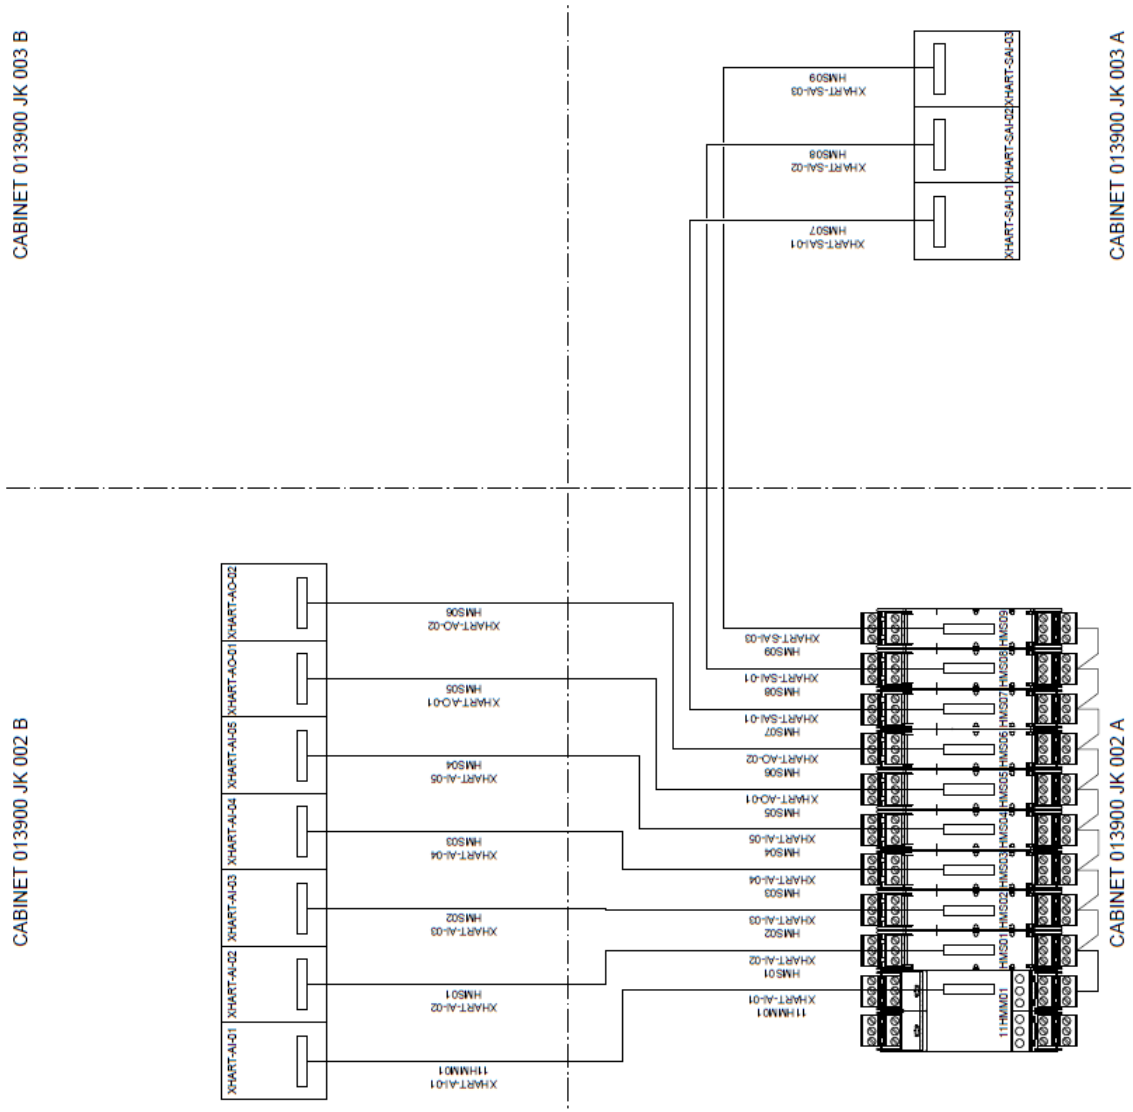 CABINET 013900 JK 003 B
CABINET 013900 JK 003 A
XHART-SAI-03
XHART-SAI-02
XHART-SAI-01
HMS09
XHART-SAI-03
HMS08
XHART-SAI-02
HMS07
XHART-SAI-01
CABINET 013900 JK 002 B
CABINET 013900 JK 002 A
XHART-AO-02
XHART-AO-01
XHART-AI-05
XHART-AI-04
XHART-AI-03
XHART-AI-02
XHART-AI-01
HMS06
XHART-AO-02
HMS05
XHART-AO-01
HMS04
XHART-AI-05
HMS03
XHART-AI-04
HMS02
XHART-AI-03
HMS01
XHART-AI-02
11HMM01
XHART-AI-01
XHART-SAI-03
HMS09
XHART-SAI-01
HMS08
XHART-SAI-01
HMS07
XHART-AO-02
HMS06
XHART-AO-01
HMS05
XHART-AI-05
HMS04
XHART-AI-04
HMS03
XHART-AI-03
HMS02
XHART-AI-02
HMS01
XHART-AI-01
11HMM01
HMS09
HMS08
HMS07
HMS06
HMS05
HMS04
HMS03
HMS02
HMS01
11HMM01